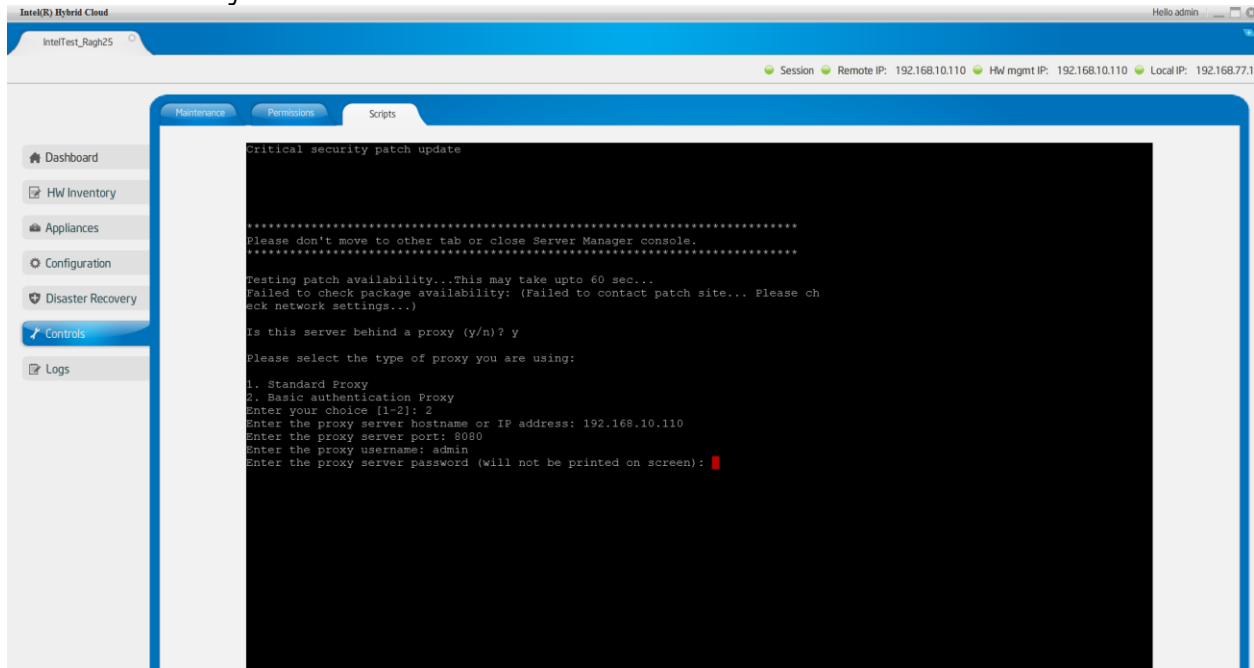 Intel(R) Hybrid Cloud
Hello admin
IntelTest_Ragh25
Session Remote IP: 192.168.10.110 HW mgmt IP: 192.168.10.110 Local IP: 192.168.77.1
Maintenance Permissions Scripts
Dashboard
HW Inventory
Appliances
Configuration
Disaster Recovery
Controls
Logs
Critical security patch update
******************************************************************************
Please don't move to other tab or close Server Manager console.
******************************************************************************
Testing patch availability...This may take upto 60 sec...
Failed to check package availability: (Failed to contact patch site... Please ch
eck network settings...)
Is this server behind a proxy (y/n)? y
Please select the type of proxy you are using:
1. Standard Proxy
2. Basic authentication Proxy
Enter your choice [1-2]: 2
Enter the proxy server hostname or IP address: 192.168.10.110
Enter the proxy server port: 8080
Enter the proxy username: admin
Enter the proxy server password (will not be printed on screen):